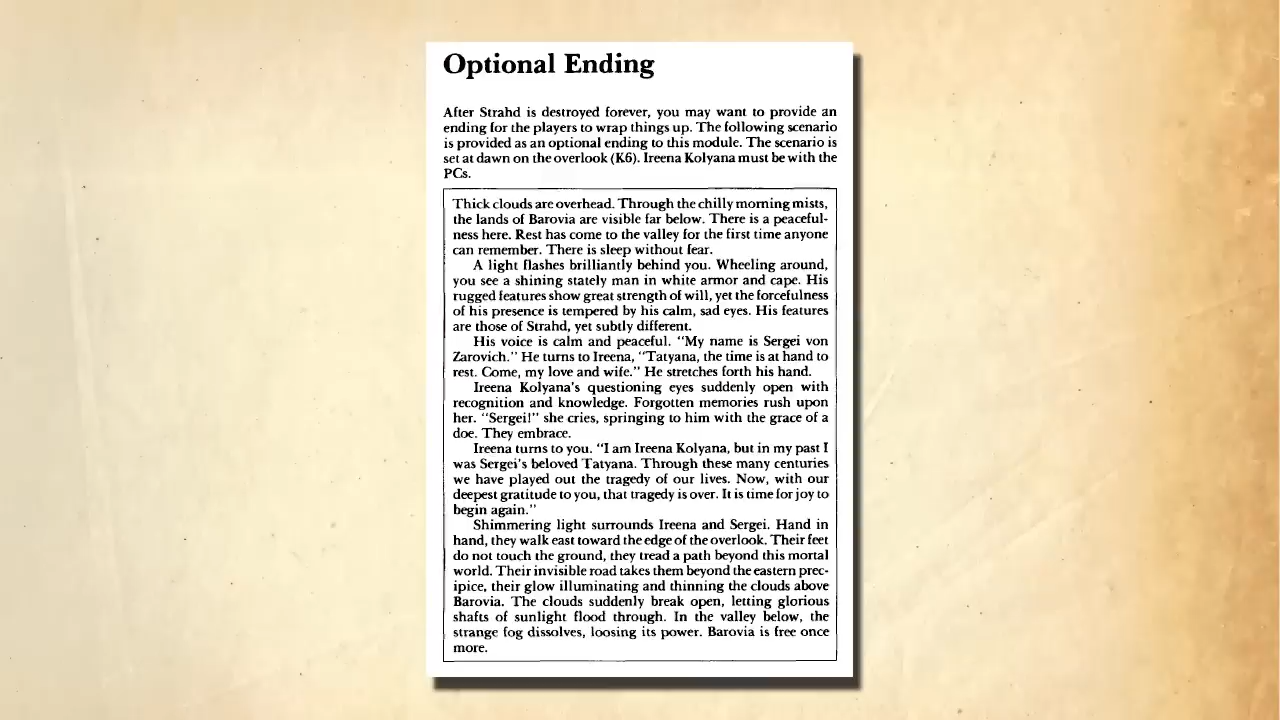 Optional Ending
After Strahd is destroyed forever, you may want to provide an
ending for the players to wrap things up. The following scenario
is provided as an optional ending to this module. The scenario is
set at dawn on the overlook (K6). Ireena Kolyana must be with the
PCs.
Thick clouds are overhead. Through the chilly morning mists,
the lands of Barovia are visible far below. There is a peaceful-
ness here. Rest has come to the valley for the first time anyone
can remember. There is sleep without fear.
A light flashes brilliantly behind you. Wheeling around,
you see a shining stately man in white armor and cape. His
rugged features show great strength of will, yet the forcefulness
of his presence is tempered by his calm, sad eyes. His features
are those of Strahd, yet subtly different.
His voice is calm and peaceful. "My name is Sergei von
Zarovich." He turns to Ireena, "Tatyana, the time is at hand to
rest. Come, my love and wife." He stretches forth his hand.
Ireena Kolyana's questioning eyes suddenly open with
recognition and knowledge. Forgotten memories rush upon
her. "Sergei!" she cries, springing to him with the grace of a
doe. They embrace.
Ireena turns to you. "I am Ireena Kolyana, but in my past I
was Sergei's beloved Tatyana. Through these many centuries
we have played out the tragedy of our lives. Now, with our
deepest gratitude to you, that tragedy is over. It is time for joy to
begin again."
Shimmering light surrounds Ireena and Sergei. Hand in
hand, they walk east toward the edge of the overlook. Their feet
do not touch the ground, they tread a path beyond this mortal
world. Their invisible road takes them beyond the eastern prec-
ipice, their glow illuminating and thinning the clouds above
Barovia. The clouds suddenly break open, letting glorious
shafts of sunlight flood through. In the valley below, the
strange fog dissolves, loosing its power. Barovia is free once
more.